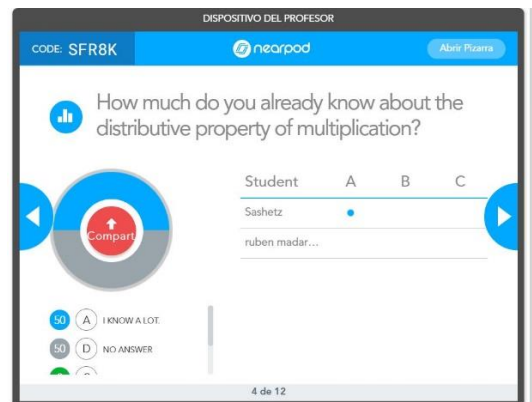 DISPOSITIVO DEL PROFESOR
CODE: SFR8K
nearpod
Abrir Pizarra
How much do you already know about the
distributive property of multiplication?
Student A B C
Sashetz
ruben madar...
Compart
50 A I KNOW A LOT.
50 D NO ANSWER
4 de 12